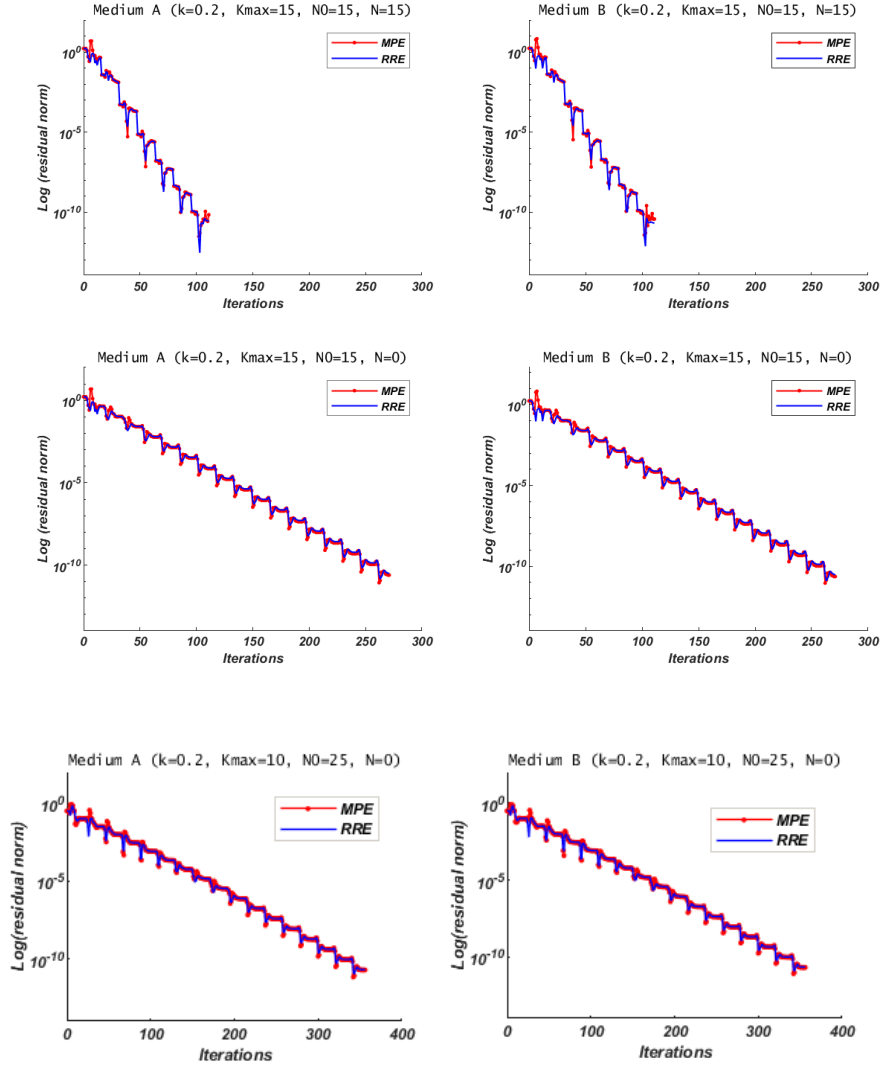 Medium A (k=0.2, Kmax=15, N0=15, N=15)
MPE
RRE
Log (residual norm)
10^0
10^-5
10^-10
0 50 100 150 200 250 300
Iterations
Medium B (k=0.2, Kmax=15, N0=15, N=15)
MPE
RRE
Log (residual norm)
10^0
10^-5
10^-10
0 50 100 150 200 250 300
Iterations
Medium A (k=0.2, Kmax=15, N0=15, N=0)
MPE
RRE
Log (residual norm)
10^0
10^-5
10^-10
0 50 100 150 200 250 300
Iterations
Medium B (k=0.2, Kmax=15, N0=15, N=0)
MPE
RRE
Log (residual norm)
10^0
10^-5
10^-10
0 50 100 150 200 250 300
Iterations
Medium A (k=0.2, Kmax=10, N0=25, N=0)
MPE
RRE
Log(residual norm)
10^0
10^-5
10^-10
0 100 200 300 400
Iterations
Medium B (k=0.2, Kmax=10, N0=25, N=0)
MPE
RRE
Log(residual norm)
10^0
10^-5
10^-10
0 100 200 300 400
Iterations